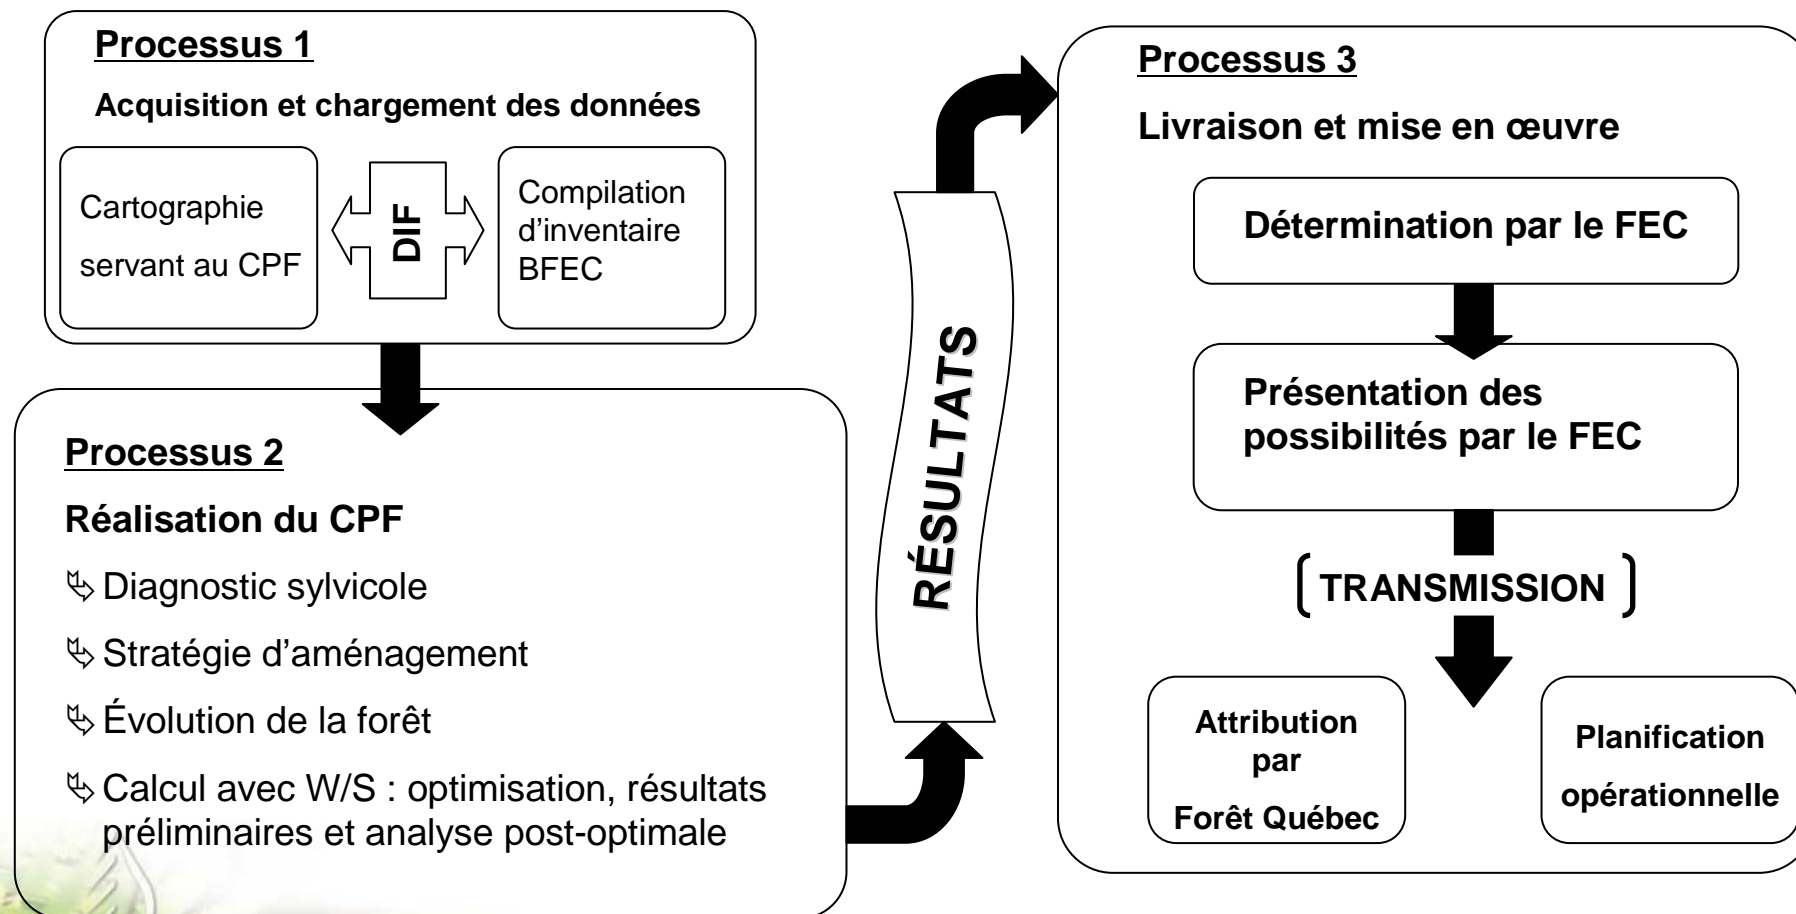 Processus 1
Acquisition et chargement des données
Cartographie
servant au CPF
DIF
Compilation
d’inventaire
BFEC
Processus 2
Réalisation du CPF
Diagnostic sylvicole
Stratégie d’aménagement
Évolution de la forêt
Calcul avec W/S : optimisation, résultats
préliminaires et analyse post-optimale
RÉSULTATS
Processus 3
Livraison et mise en œuvre
Détermination par le FEC
Présentation des
possibilités par le FEC
TRANSMISSION
Attribution
par
Forêt Québec
Planification
opérationnelle